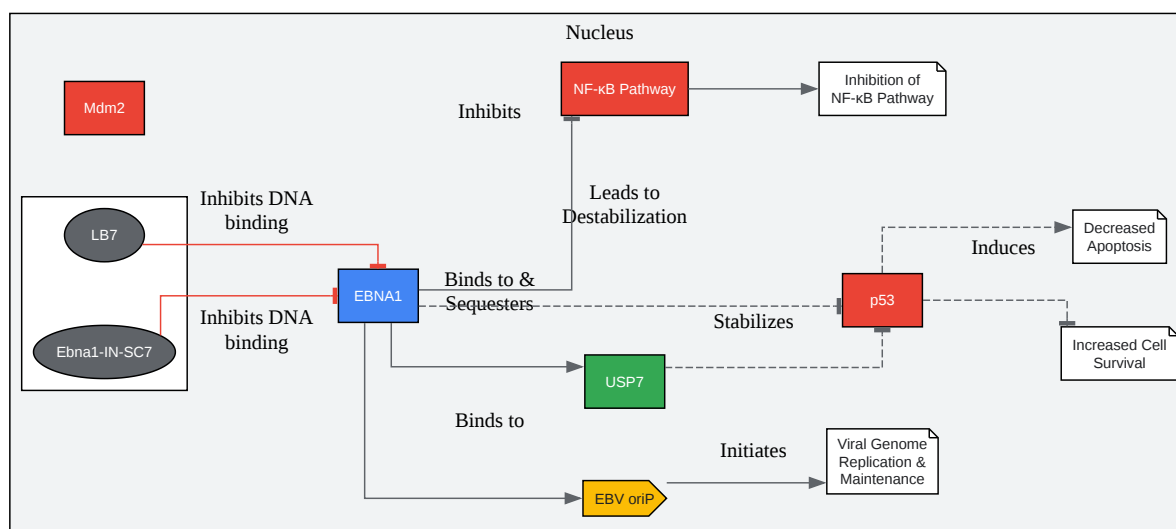 Nucleus
NF-κB Pathway
Inhibition of
NF-κB Pathway
Mdm2
Inhibits
Inhibits DNA
binding
Leads to
Destabilization
LB7
Decreased
Apoptosis
Induces
EBNA1
Binds to &
Sequesters
p53
Stabilizes
Inhibits DNA
binding
Ebna1-IN-SC7
Increased Cell
Survival
USP7
Binds to
Initiates
Viral Genome
Replication &
Maintenance
EBV oriP